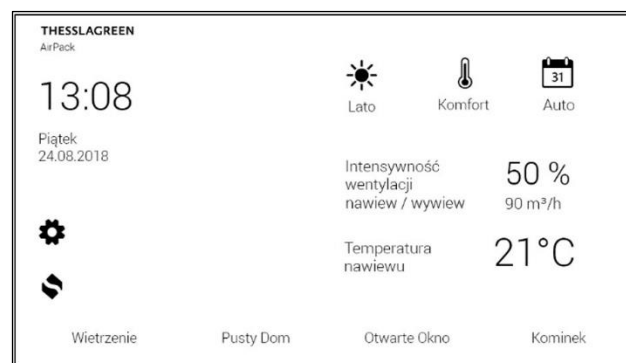 THESSLAGREEN
AirPack
13:08
Piątek
24.08.2018
31
Lato
Komfort
Auto
Intensywność
wentylacji
nawiew / wywiew
50 %
90 m³/h
Temperatura
nawiewu
21°C
Wietrzenie
Pusty Dom
Otwarte Okno
Kominek